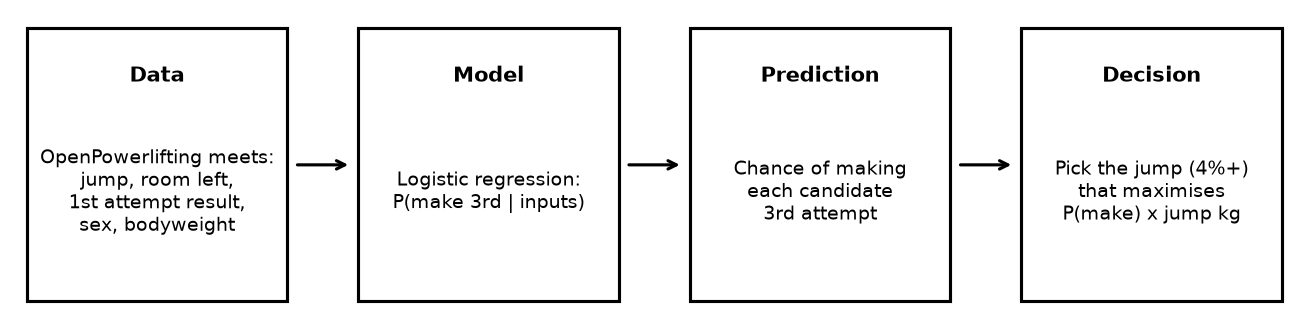 Data
OpenPowerlifting meets:
jump, room left,
1st attempt result,
sex, bodyweight
Model
Logistic regression:
P(make 3rd | inputs)
Prediction
Chance of making
each candidate
3rd attempt
Decision
Pick the jump (4%+)
that maximises
P(make) x jump kg